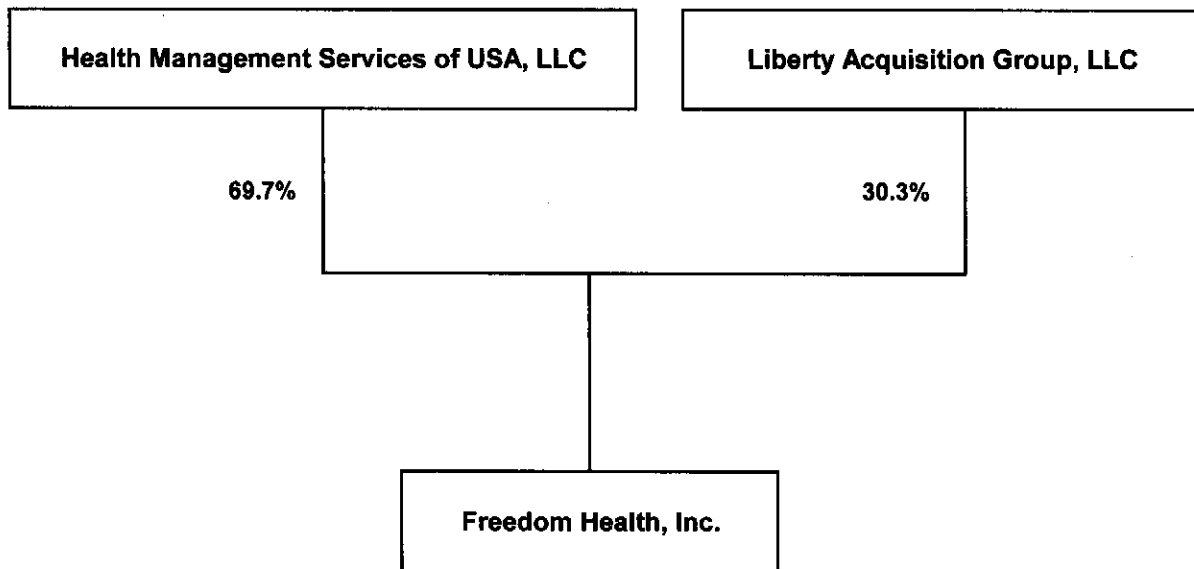 Health Management Services of USA, LLC
Liberty Acquisition Group, LLC
69.7%
30.3%
Freedom Health, Inc.